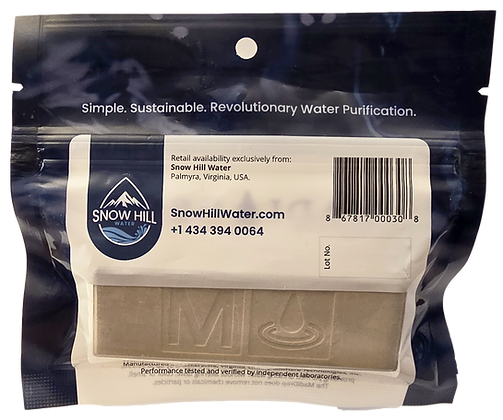 Simple. Sustainable. Revolutionary Water Purification.
Retail availability exclusively from:
Snow Hill Water
Palmyra, Virginia, USA.
SNOW HILL
WATER
SnowHillWater.com
+1 434 394 0064
8 67817 00030 8
Lot No.
M
Performance tested and verified by independent laboratories.